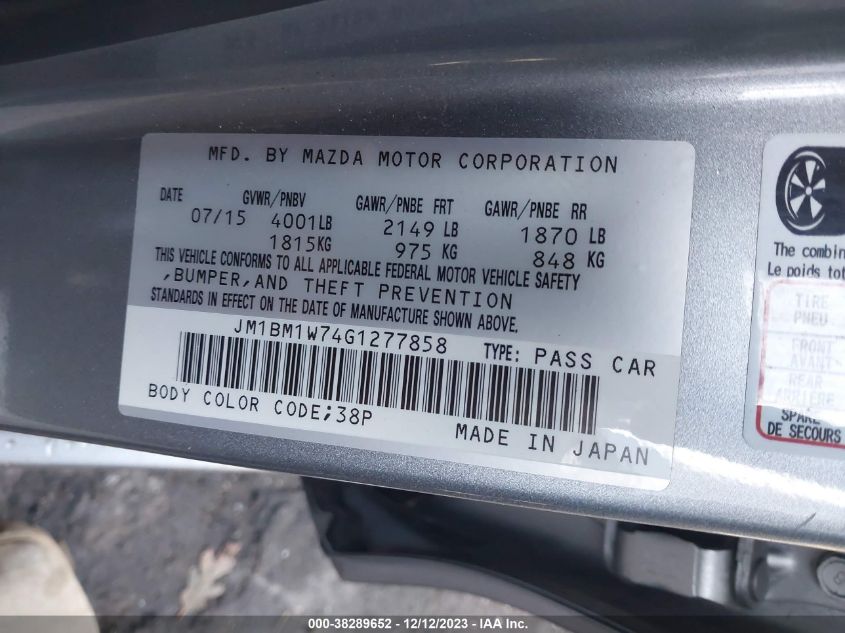 MFD. BY MAZDA MOTOR CORPORATION
DATE GVWR/PNBV GAWR/PNBE FRT GAWR/PNBE RR
07/15 4001LB 2149 LB 1870 LB
1815KG 975 KG 848 KG
THIS VEHICLE CONFORMS TO ALL APPLICABLE FEDERAL MOTOR VEHICLE SAFETY
,BUMPER,AND THEFT PREVENTION
STANDARDS IN EFFECT ON THE DATE OF MANUFACTURE SHOWN ABOVE.
JM1BM1W74G1277858 TYPE: PASS CAR
BODY COLOR CODE;38P
MADE IN JAPAN
The combin
Le poids tot
TIRE
PNEU
FRONT
AVANT
REAR
ARRIÈRE
SPARE
DE SECOURS
000-38289652 - 12/12/2023 - IAA Inc.